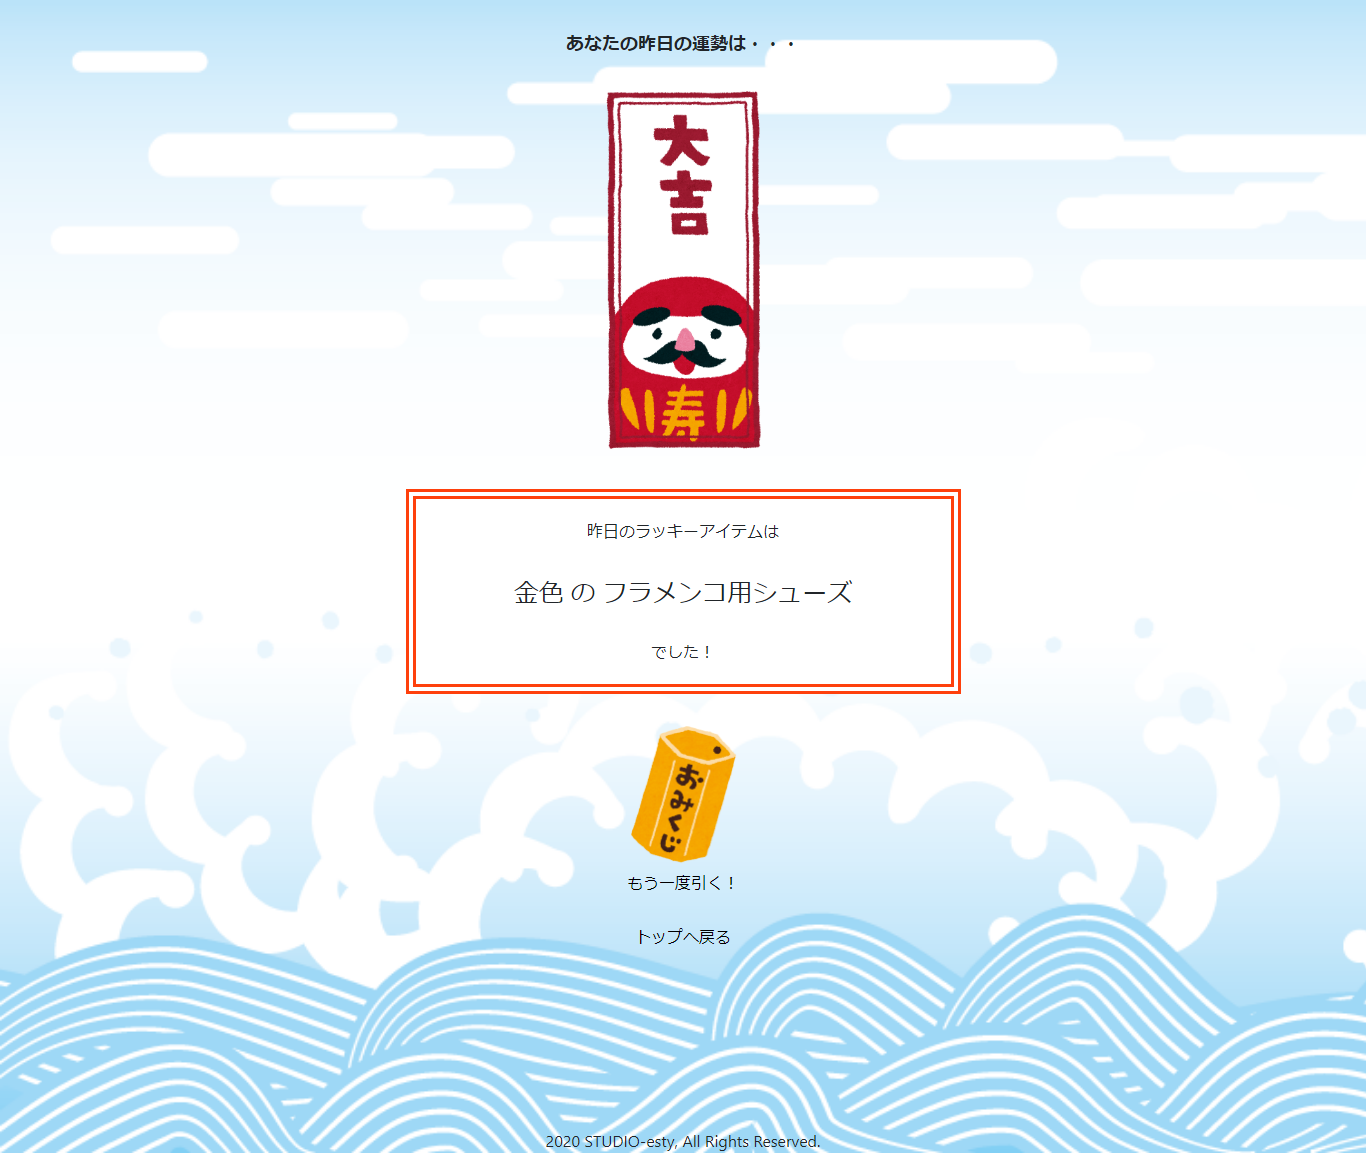 あなたの昨日の運勢は・・・
大吉
寿
昨日のラッキーアイテムは
金色 の フラメンコ用シューズ
でした！
おみくじ
もう一度引く！
トップへ戻る
2020 STUDIO-esty, All Rights Reserved.